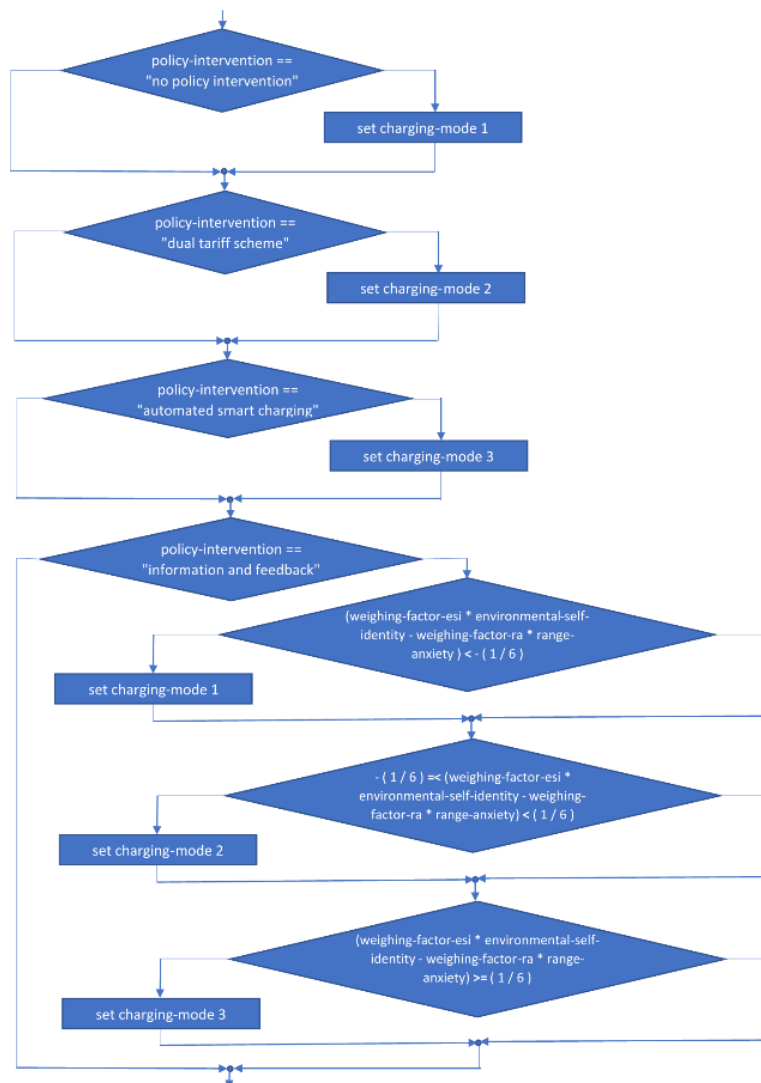 policy-intervention ==
"no policy intervention"
set charging-mode 1
policy-intervention ==
"dual tariff scheme"
set charging-mode 2
policy-intervention ==
"automated smart charging"
set charging-mode 3
policy-intervention ==
"information and feedback"
(weighing-factor-esi * environmental-self-
identity - weighing-factor-ra * range-
anxiety ) < - ( 1 / 6 )
set charging-mode 1
- ( 1 / 6 ) =< (weighing-factor-esi *
environmental-self-identity - weighing-
factor-ra * range-anxiety) < ( 1 / 6 )
set charging-mode 2
(weighing-factor-esi * environmental-self-
identity - weighing-factor-ra * range-
anxiety) >= ( 1 / 6 )
set charging-mode 3